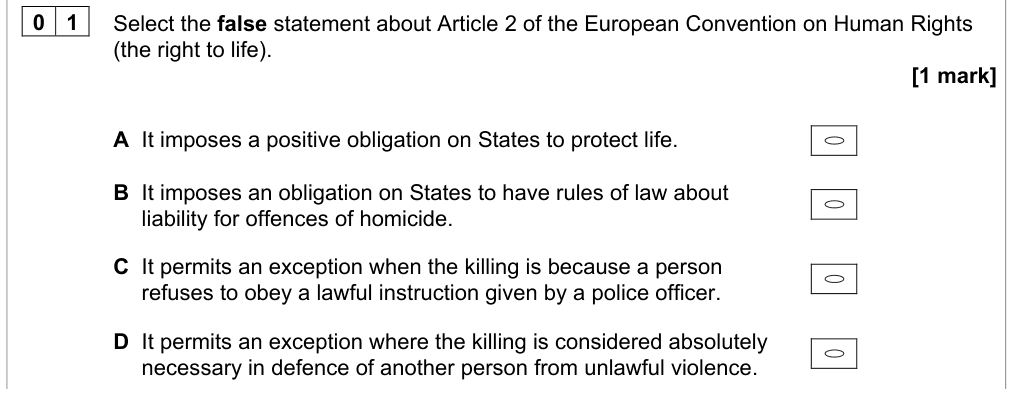 0 1 Select the false statement about Article 2 of the European Convention on Human Rights
(the right to life).
[1 mark]
A It imposes a positive obligation on States to protect life.
B It imposes an obligation on States to have rules of law about
liability for offences of homicide.
C It permits an exception when the killing is because a person
refuses to obey a lawful instruction given by a police officer.
D It permits an exception where the killing is considered absolutely
necessary in defence of another person from unlawful violence.